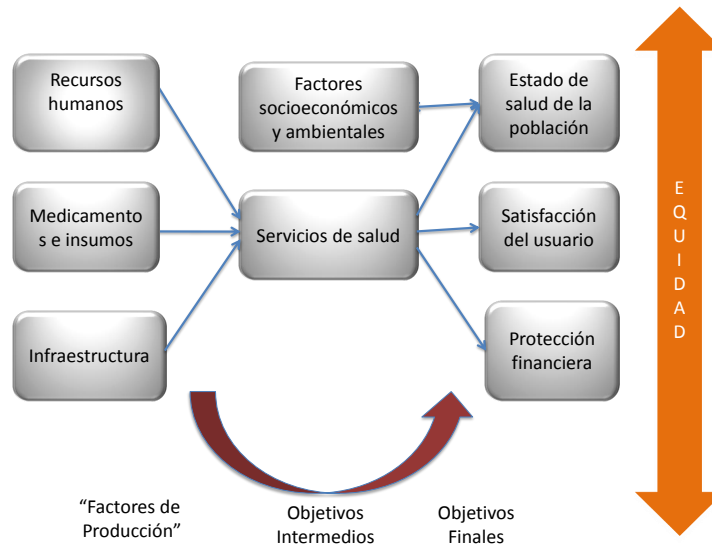 Recursos
humanos
Factores
socioeconómicos
y ambientales
Estado de
salud de la
población
Medicamento
s e insumos
Servicios de salud
Satisfacción
del usuario
Infraestructura
Protección
financiera
E
Q
U
I
D
A
D
“Factores de
Producción”
Objetivos
Intermedios
Objetivos
Finales